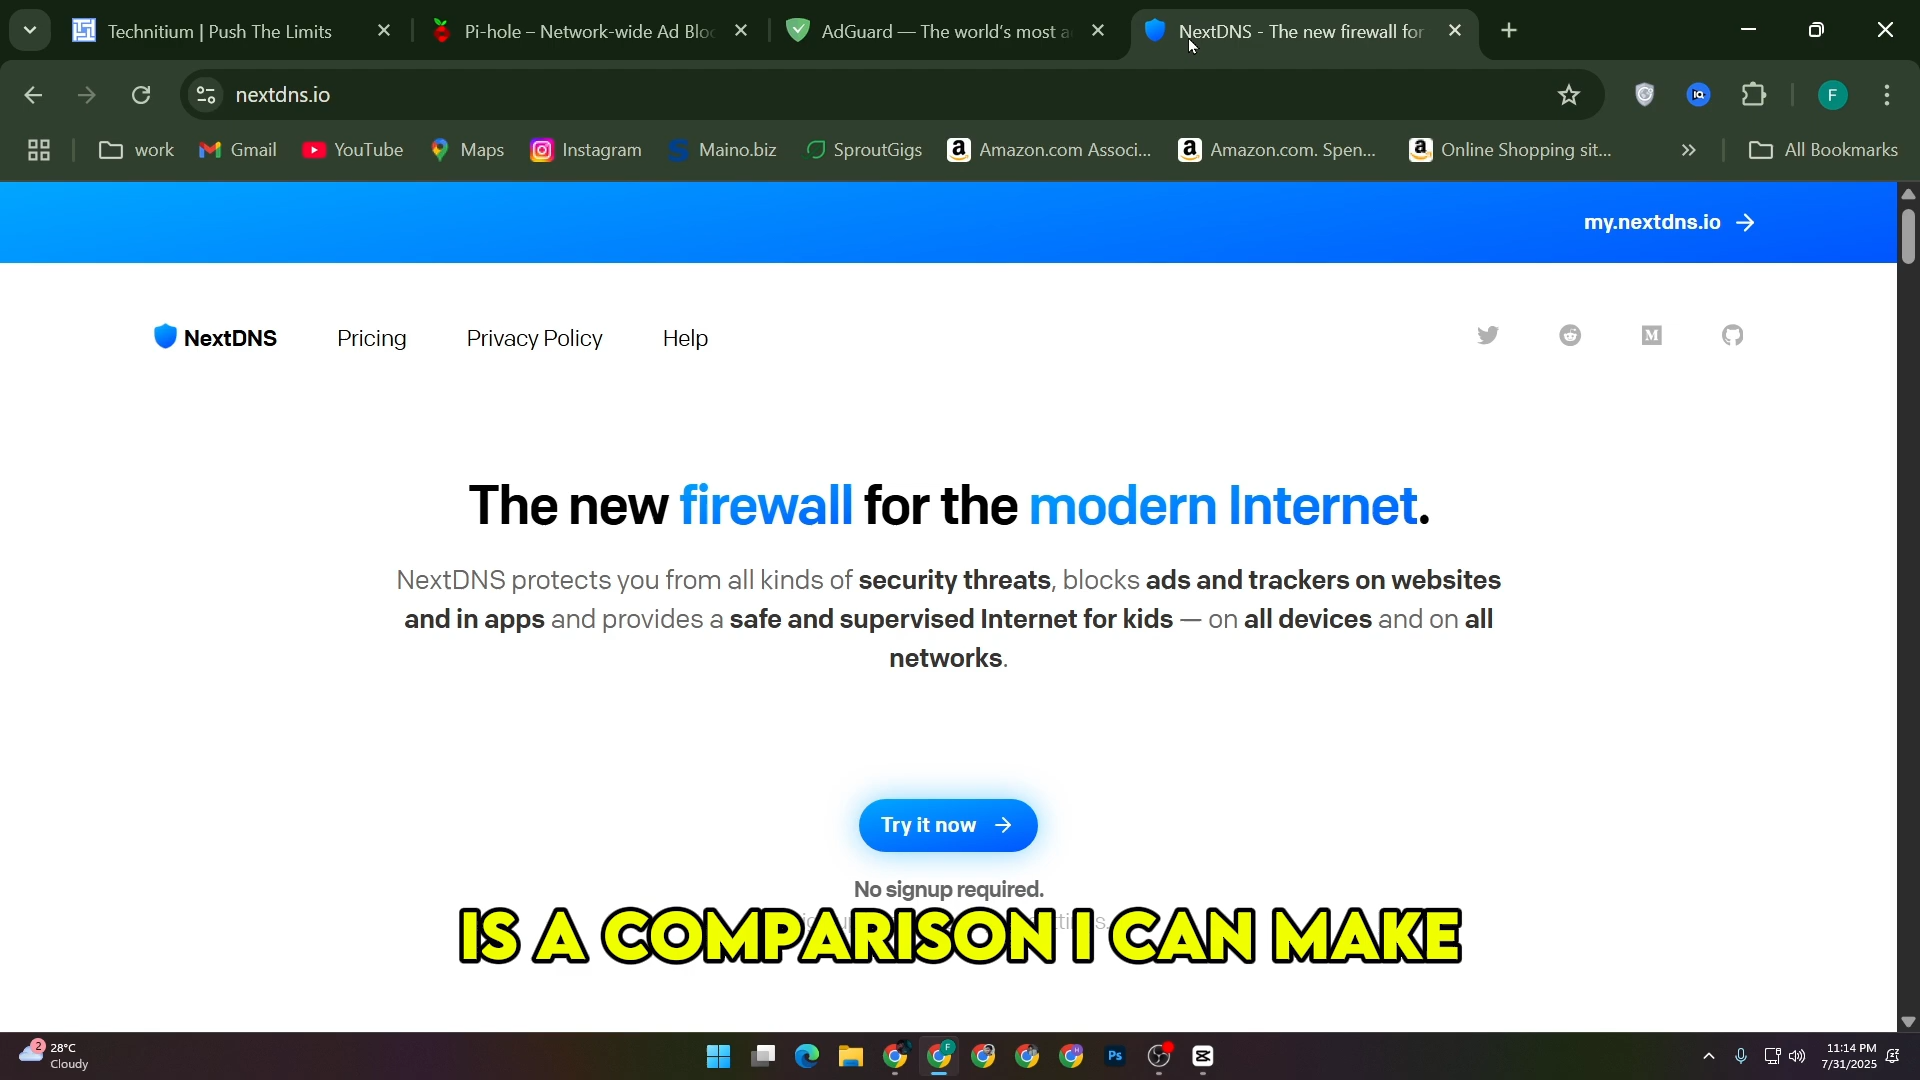 Technitium | Push The Limits
Pi-hole – Network-wide Ad Bloc
AdGuard — The world's most a
NextDNS - The new firewall for
nextdns.io
F
work
Gmail
YouTube
Maps
Instagram
Maino.biz
SproutGigs
Amazon.com Associ...
Amazon.com. Spen...
Online Shopping sit...
All Bookmarks
my.nextdns.io
NextDNS
Pricing
Privacy Policy
Help
The new firewall for the modern Internet.
NextDNS protects you from all kinds of security threats, blocks ads and trackers on websites
and in apps and provides a safe and supervised Internet for kids — on all devices and on all
networks.
Try it now
No signup required.
IS A COMPARISON I CAN MAKE
2
28°C
Cloudy
F
Ps
11:14 PM
7/31/2025